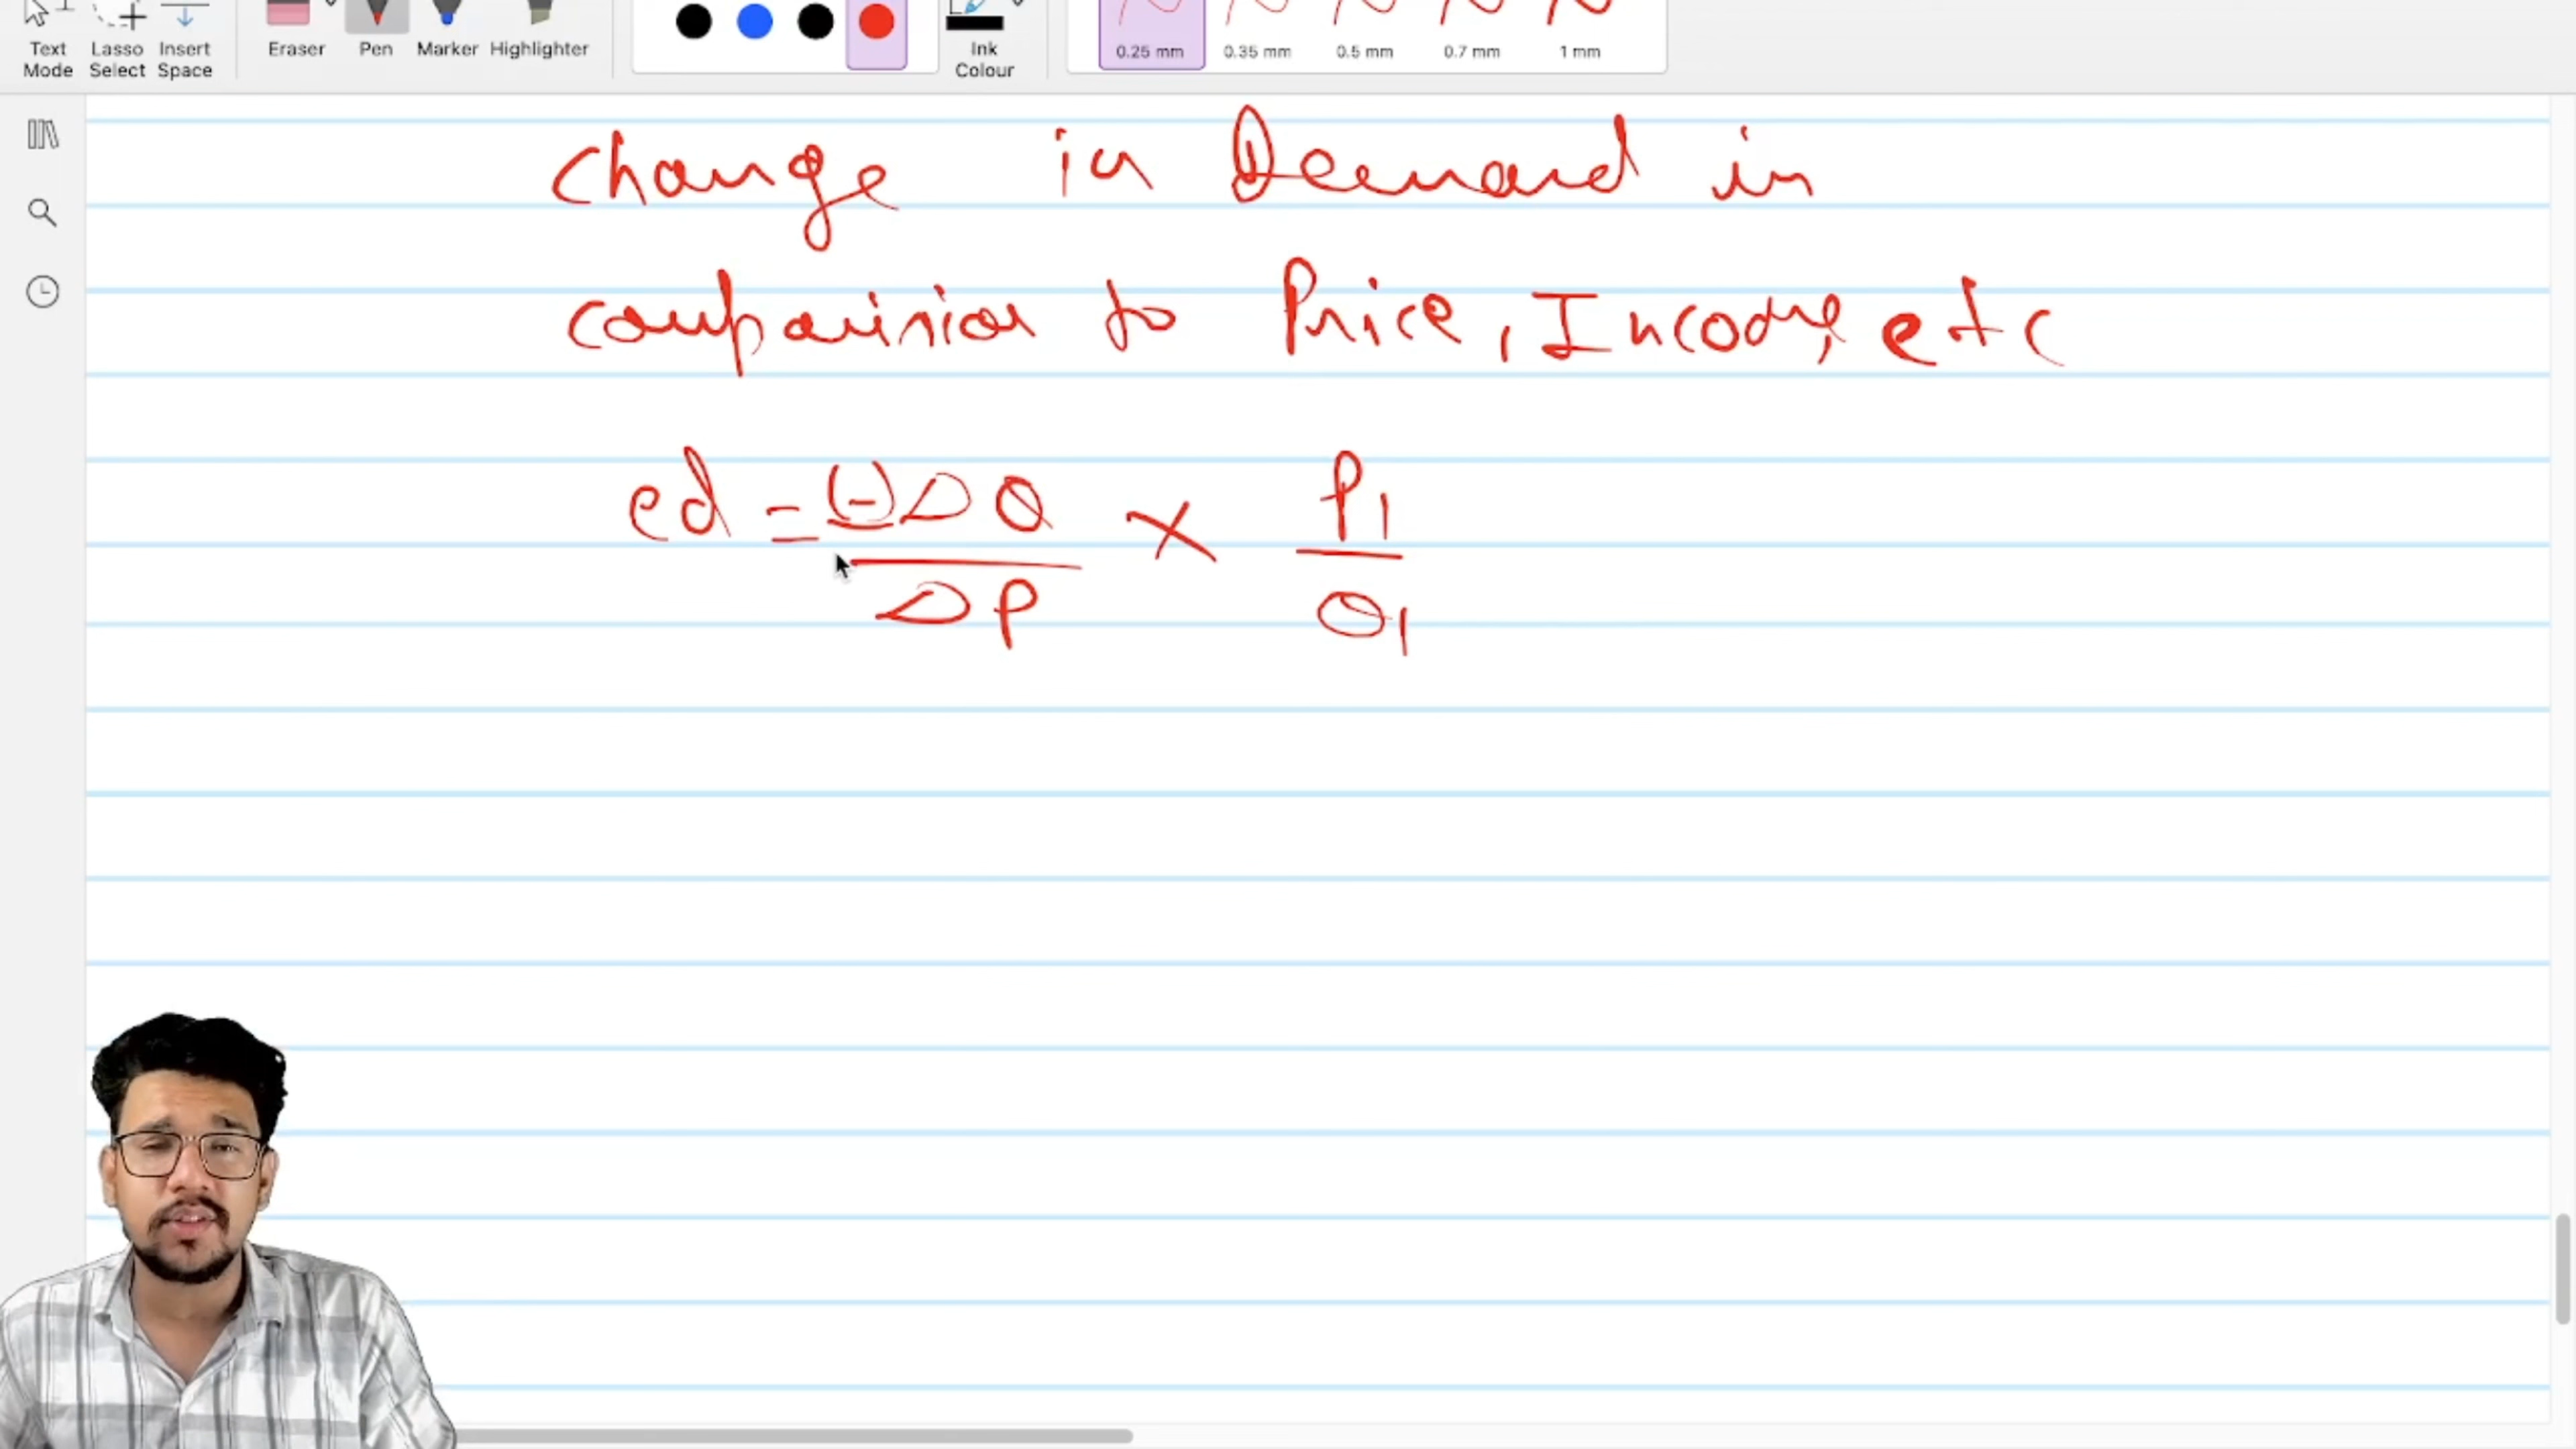 Text Mode
Lasso Select
Insert Space
Eraser
Pen
Marker
Highlighter
Ink Colour
0.25 mm
0.35 mm
0.5 mm
0.7 mm
1 mm
Change in Demand in
comparision to Price, Income, etc
ed = (-)ΔQ / ΔP × P1 / Q1